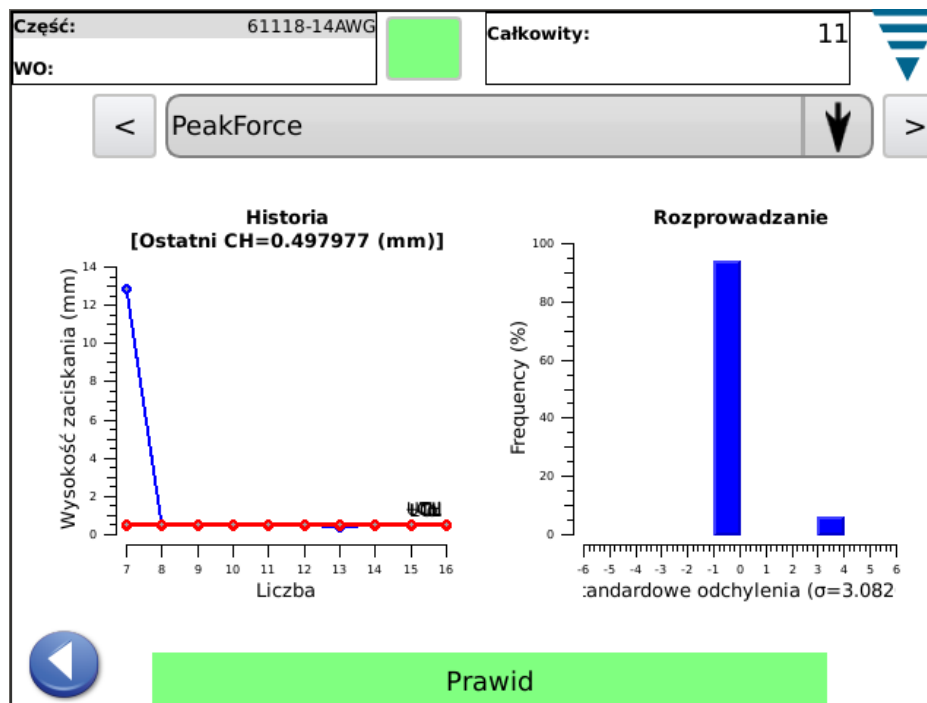 Część: 61118-14AWG
WO:
Całkowity: 11
< PeakForce >
Historia
[Ostatni CH=0.497977 (mm)]
Wysokość zaciskania (mm)
14
12
10
8
6
4
2
0
7 8 9 10 11 12 13 14 15 16
Liczba
Rozprowadzanie
Frequency (%)
100
80
60
40
20
0
-6 -5 -4 -3 -2 -1 0 1 2 3 4 5 6
tandardowe odchylenia (σ=3.082
Prawid